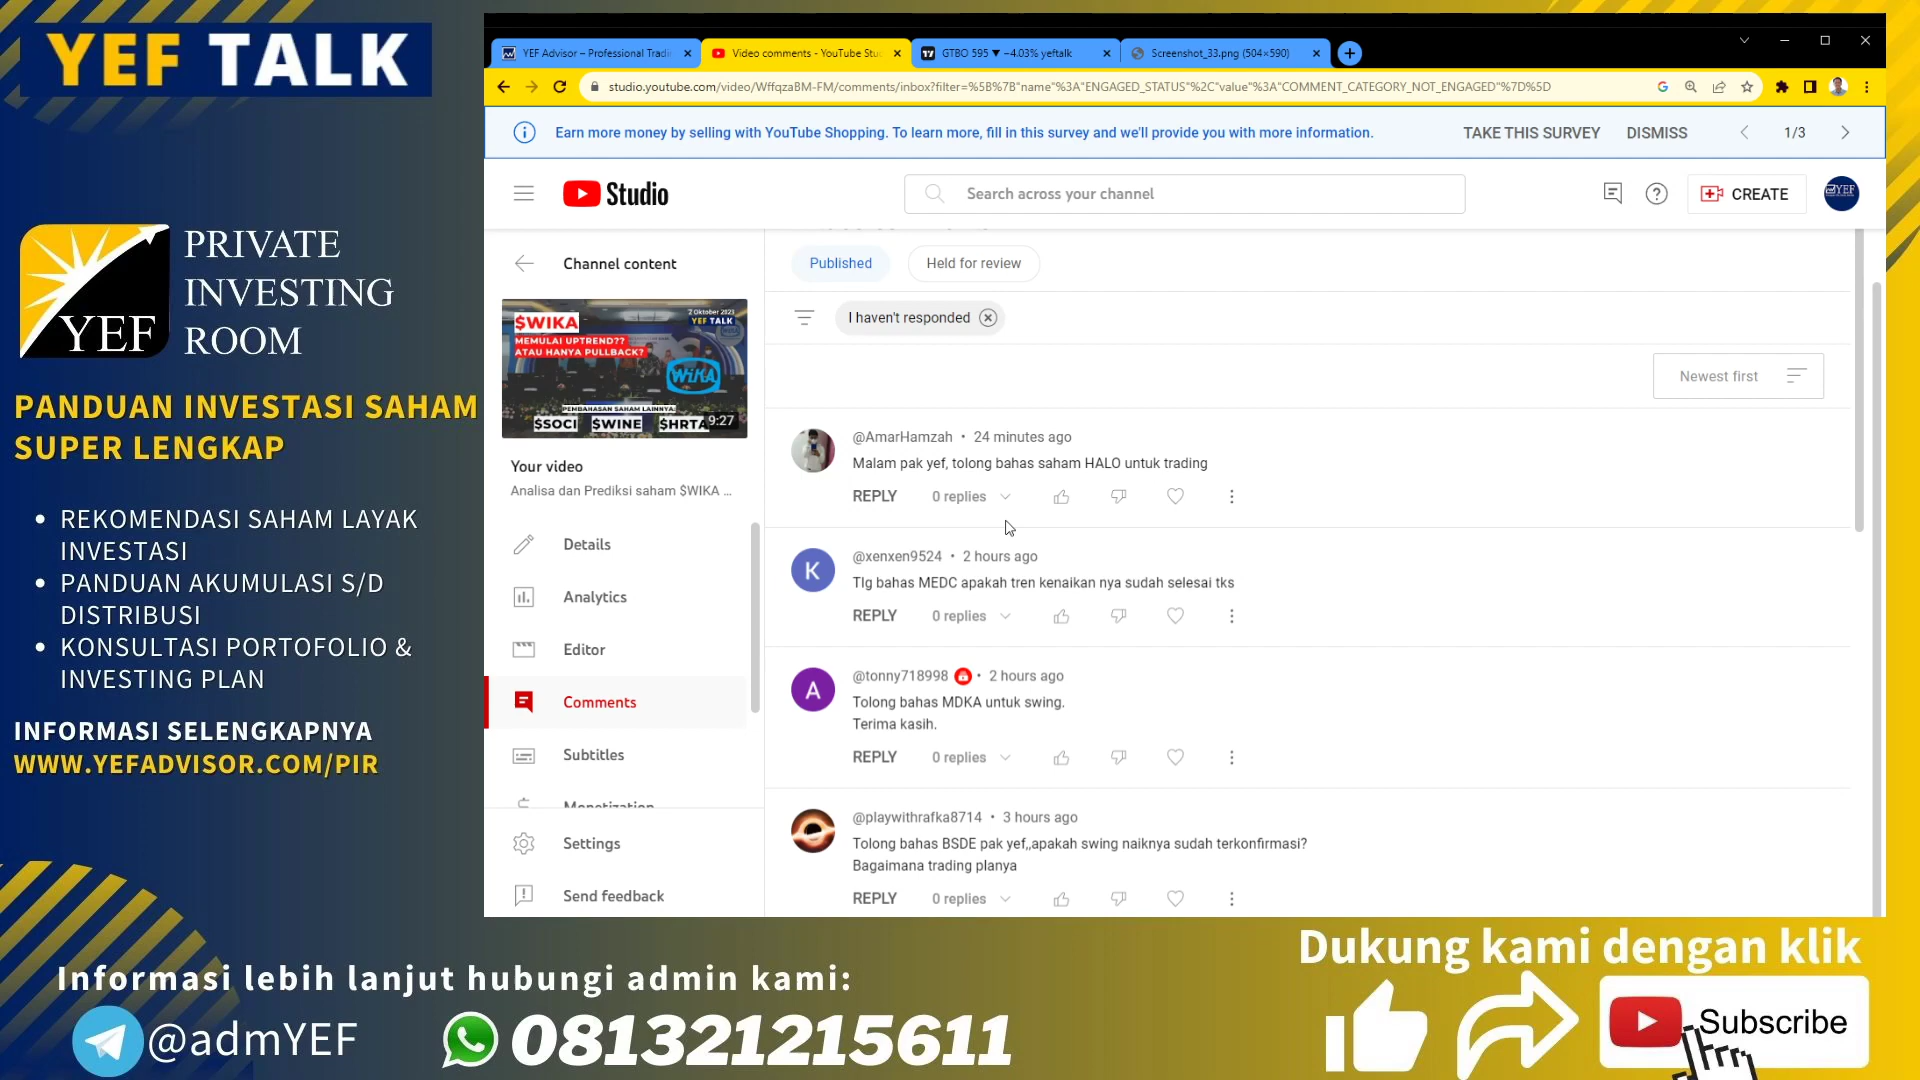 YEF TALK
YEF
PRIVATE
INVESTING
ROOM
PANDUAN INVESTASI SAHAM
SUPER LENGKAP
• REKOMENDASI SAHAM LAYAK
INVESTASI
• PANDUAN AKUMULASI S/D
DISTRIBUSI
• KONSULTASI PORTOFOLIO &
INVESTING PLAN
INFORMASI SELENGKAPNYA
WWW.YEFADVISOR.COM/PIR
YEF Advisor – Professional Tradin
Video comments - YouTube Stu
GTBO 595 ▼ −4.03% yeftalk
Screenshot_33.png (504×590)
studio.youtube.com/video/WffqzaBM-FM/comments/inbox?filter=%5B%7B"name"%3A"ENGAGED_STATUS"%2C"value"%3A"COMMENT_CATEGORY_NOT_ENGAGED"%7D%5D
Earn more money by selling with YouTube Shopping. To learn more, fill in this survey and we'll provide you with more information.
TAKE THIS SURVEY
DISMISS
1/3
Studio
Search across your channel
CREATE
YEF
Channel content
2 Oktober 2023
YEF TALK
$WIKA
MEMULAI UPTREND??
ATAU HANYA PULLBACK?
WIKA
PEMBAHASAN SAHAM LAINNYA:
$SOCI $WINE $HRTA
9:27
Your video
Analisa dan Prediksi saham $WIKA ...
Details
Analytics
Editor
Comments
Subtitles
Monetization
Settings
Send feedback
Published
Held for review
I haven't responded
Newest first
@AmarHamzah • 24 minutes ago
Malam pak yef, tolong bahas saham HALO untuk trading
REPLY 0 replies
K
@xenxen9524 • 2 hours ago
Tlg bahas MEDC apakah tren kenaikan nya sudah selesai tks
REPLY 0 replies
A
@tonny718998 • 2 hours ago
Tolong bahas MDKA untuk swing.
Terima kasih.
REPLY 0 replies
@playwithrafka8714 • 3 hours ago
Tolong bahas BSDE pak yef,,apakah swing naiknya sudah terkonfirmasi?
Bagaimana trading planya
REPLY 0 replies
Informasi lebih lanjut hubungi admin kami:
@admYEF
081321215611
Dukung kami dengan klik
Subscribe